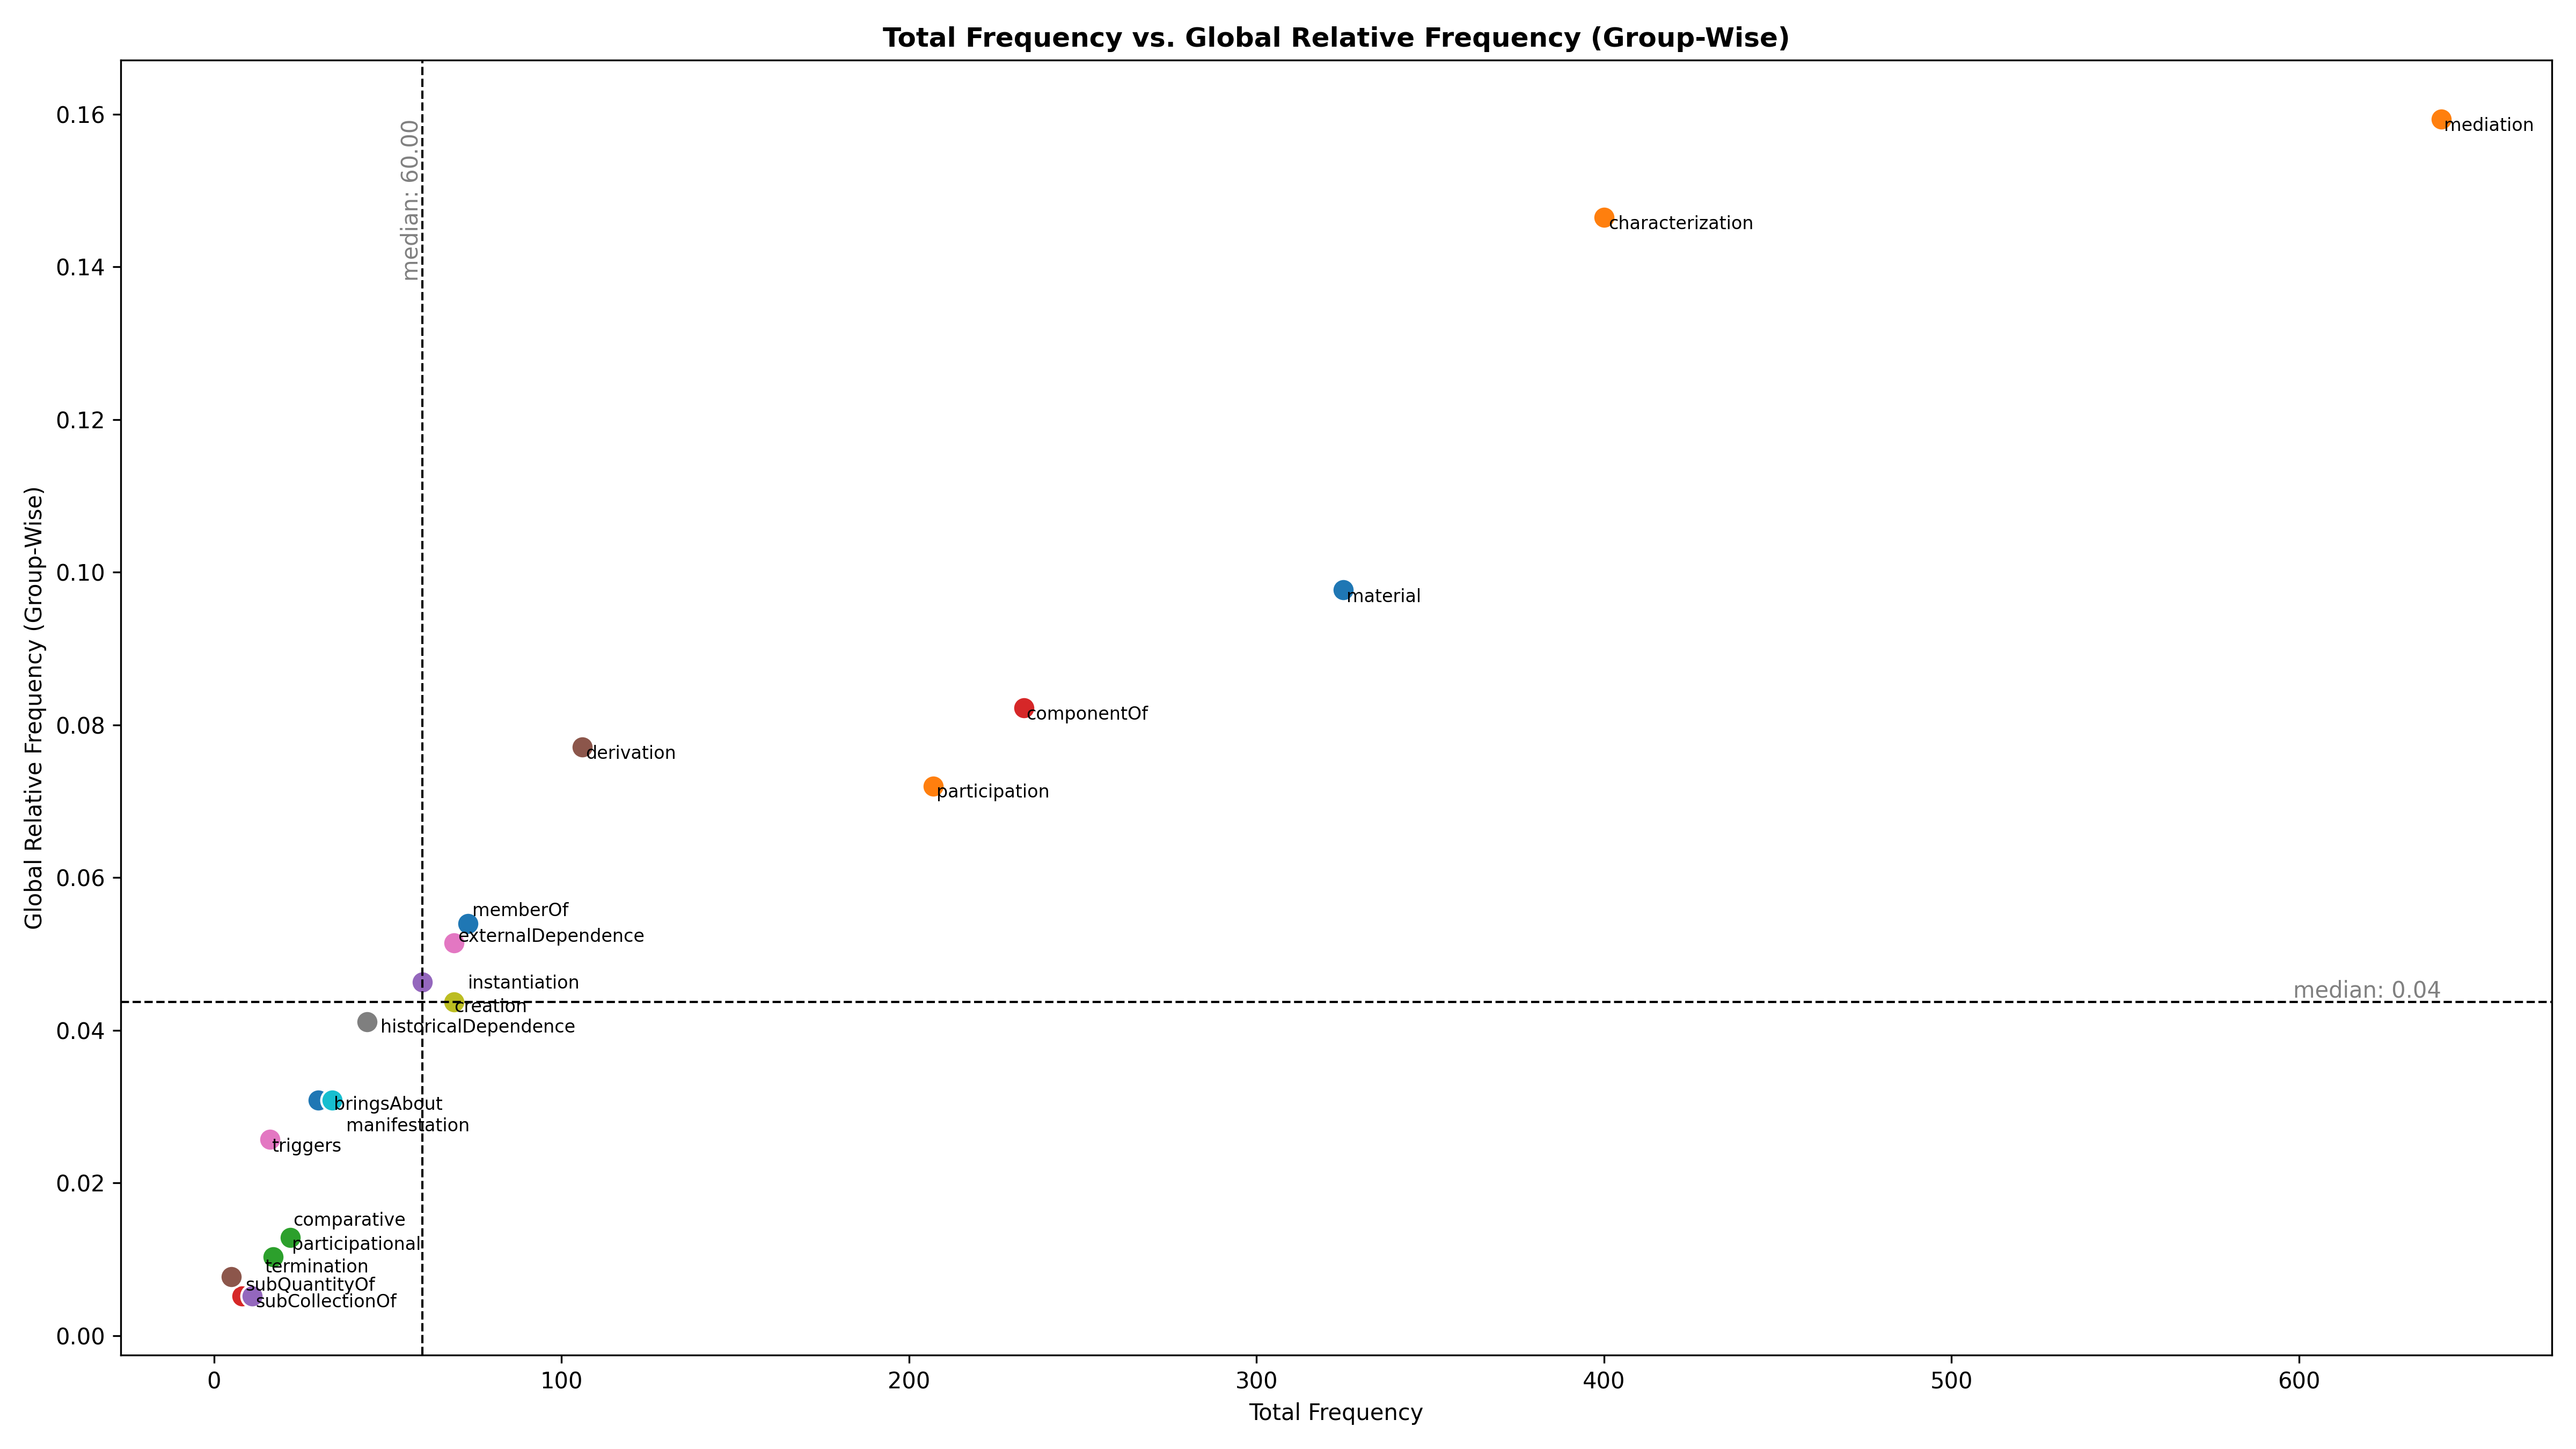 Total Frequency vs. Global Relative Frequency (Group-Wise)
Global Relative Frequency (Group-Wise)
0.16
0.14
0.12
0.10
0.08
0.06
0.04
0.02
0.00
median: 60.00
mediation
characterization
material
componentOf
derivation
participation
memberOf
externalDependence
instantiation
median: 0.04
creation
historicalDependence
bringsAbout
manifestation
triggers
comparative
participational
termination
subQuantityOf
subCollectionOf
0 100 200 300 400 500 600
Total Frequency